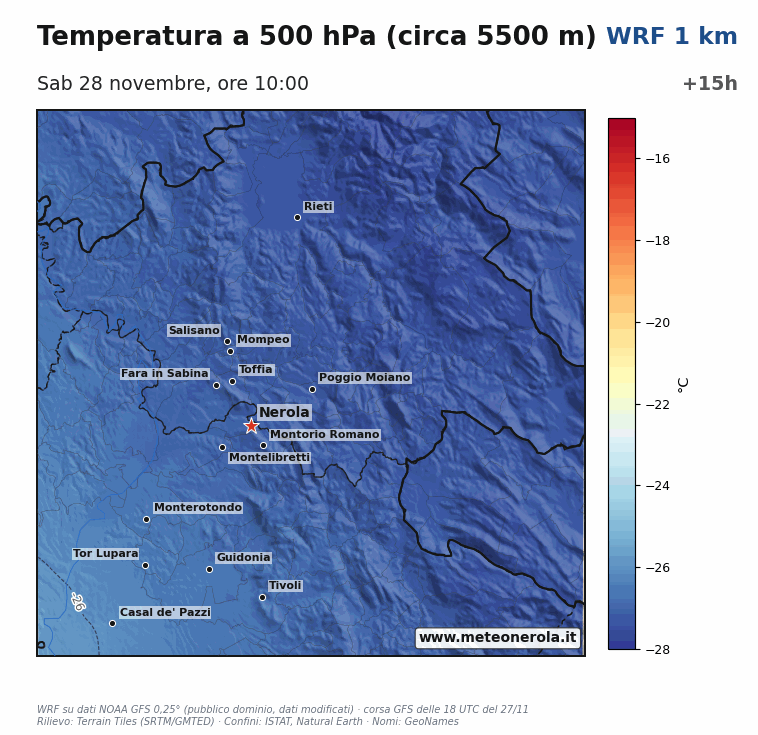 Temperatura a 500 hPa (circa 5500 m) WRF 1 km
Sab 28 novembre, ore 10:00 +15h
Rieti
Salisano
Mompeo
Fara in Sabina
Toffia
Poggio Moiano
Nerola
Montorio Romano
Montelibretti
Monterotondo
Tor Lupara
Guidonia
Tivoli
Casal de' Pazzi
-26
www.meteonerola.it
−16
−18
−20
−22
−24
−26
−28
°C
WRF su dati NOAA GFS 0,25° (pubblico dominio, dati modificati) · corsa GFS delle 18 UTC del 27/11
Rilievo: Terrain Tiles (SRTM/GMTED) · Confini: ISTAT, Natural Earth · Nomi: GeoNames